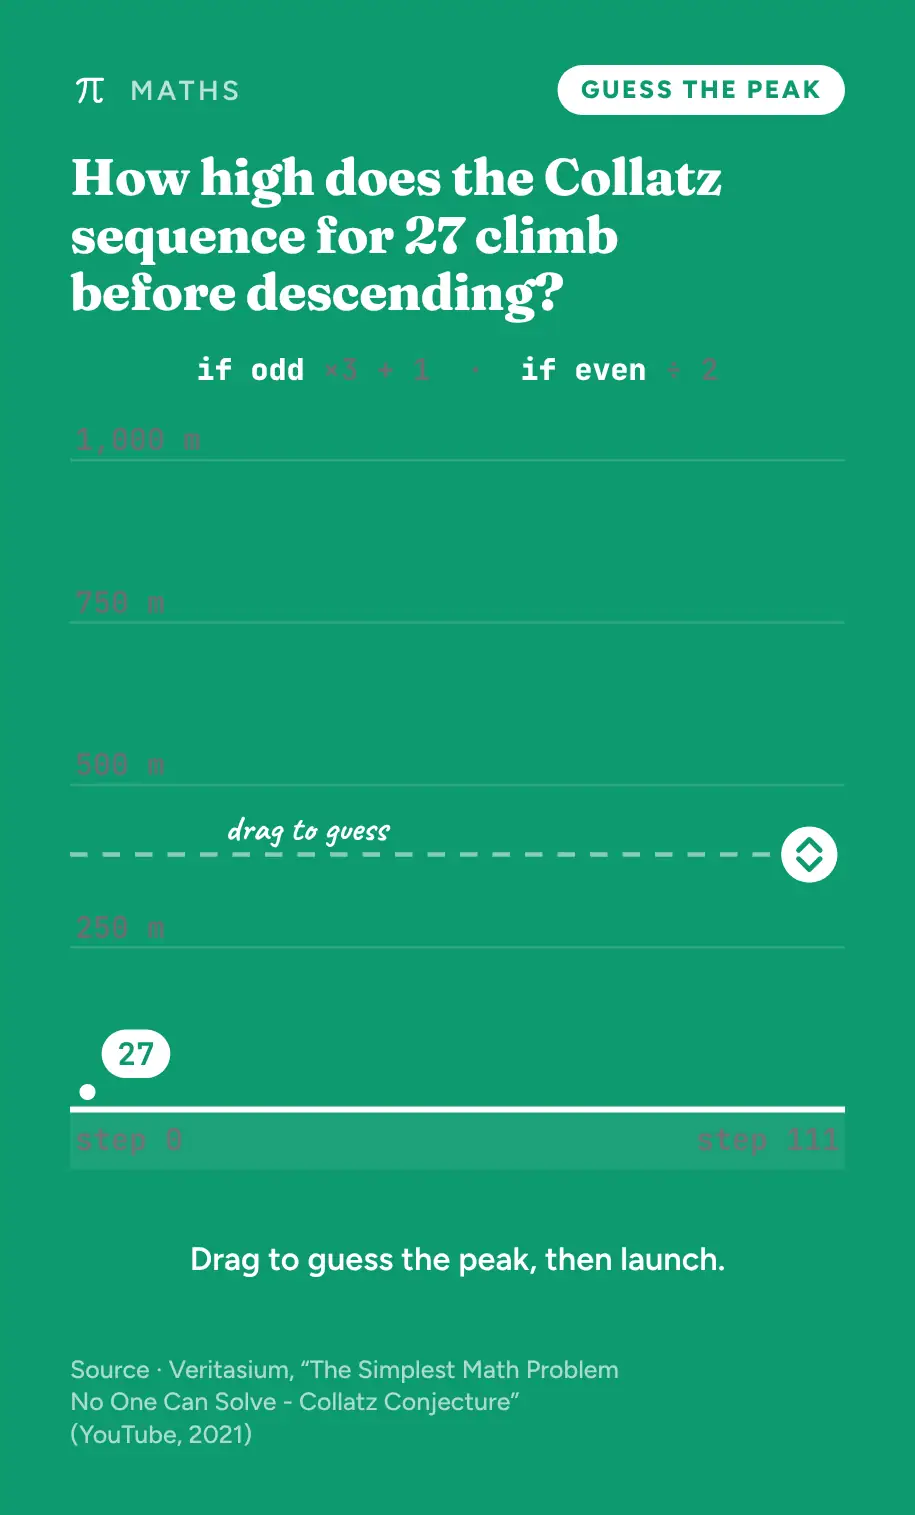 π MATHS
GUESS THE PEAK
How high does the Collatz
sequence for 27 climb
before descending?
if odd ×3 + 1 · if even ÷ 2
1,000 m
750 m
500 m
drag to guess
250 m
27
step 0 step 111
Drag to guess the peak, then launch.
Source · Veritasium, “The Simplest Math Problem
No One Can Solve - Collatz Conjecture”
(YouTube, 2021)